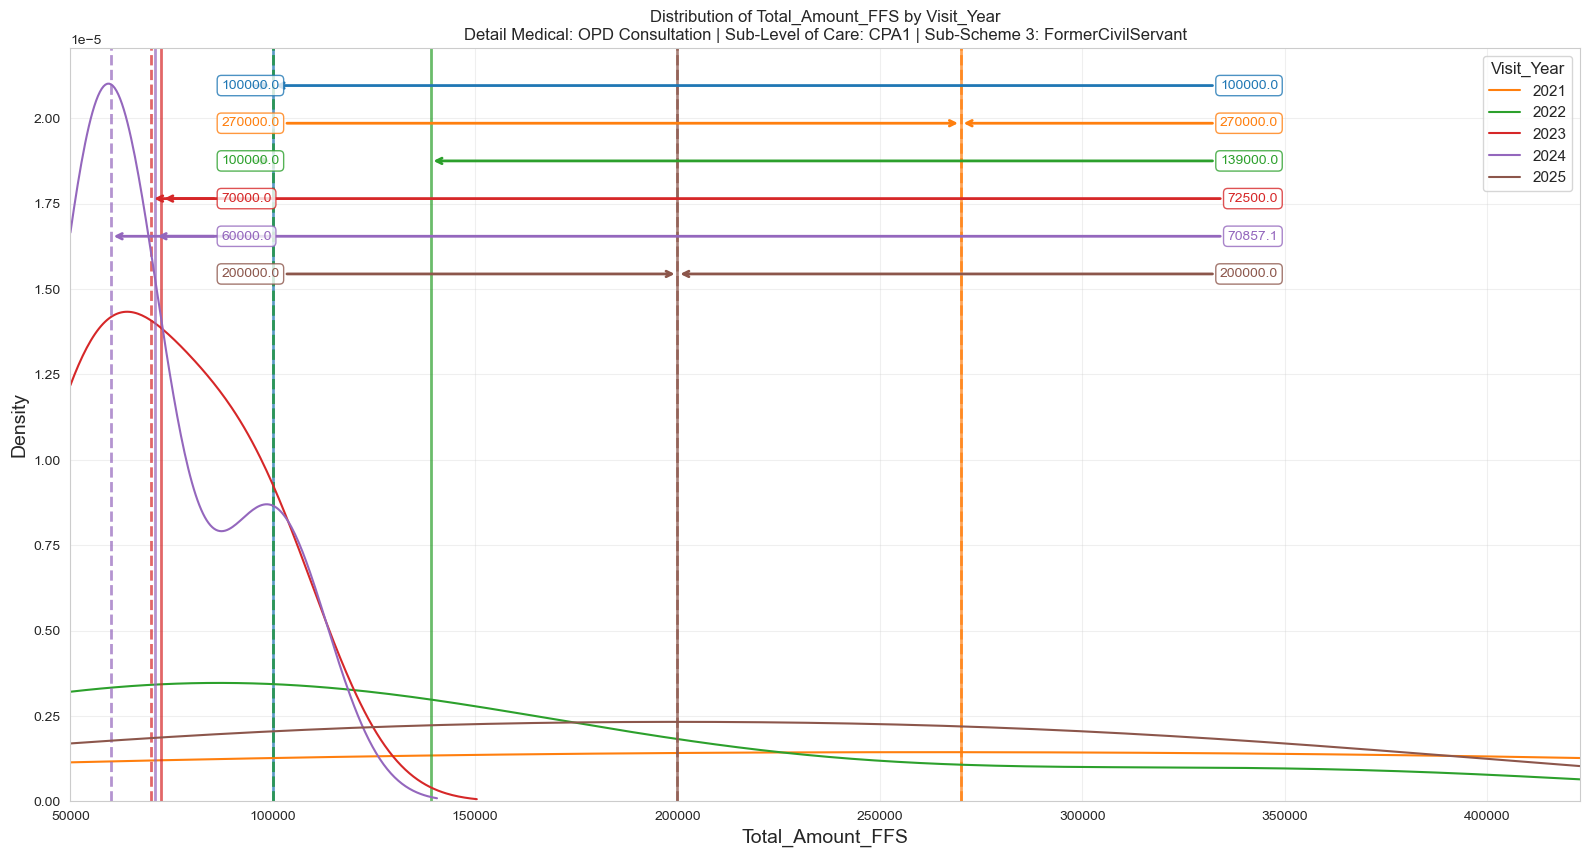 Distribution of Total_Amount_FFS by Visit_Year
Detail Medical: OPD Consultation | Sub-Level of Care: CPA1 | Sub-Scheme 3: FormerCivilServant
1e−5
Visit_Year
2021
2022
2023
2024
2025
100000.0 100000.0
270000.0 270000.0
100000.0 139000.0
70000.0 72500.0
60000.0 70857.1
200000.0 200000.0
2.00
1.75
1.50
1.25
1.00
0.75
0.50
0.25
0.00
Density
50000 100000 150000 200000 250000 300000 350000 400000
Total_Amount_FFS